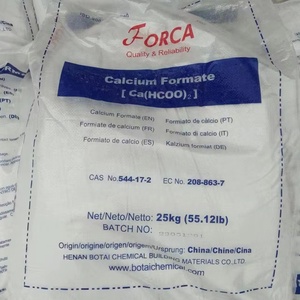 FORCA
Quality & Reliability
Calcium Formate
[ Ca(HCOO)2 ]
Calcium Formate(EN) Formato de cálcio (PT)
Formiate de calcium (FR) Formiato di calcio (IT)
Formiato de calcio (ES) Kalzium formiat (DE)
CAS No.544-17-2 EC No. 208-863-7
Net/Neto/Netto: 25kg (55.12lb)
BATCH NO:
Origin/origine/origen/origem/Ursprung: China/Chine/Cina
HENAN BOTAI CHEMICAL BUILDING MATERIALS CO.,LTD
www.botaichemical.com